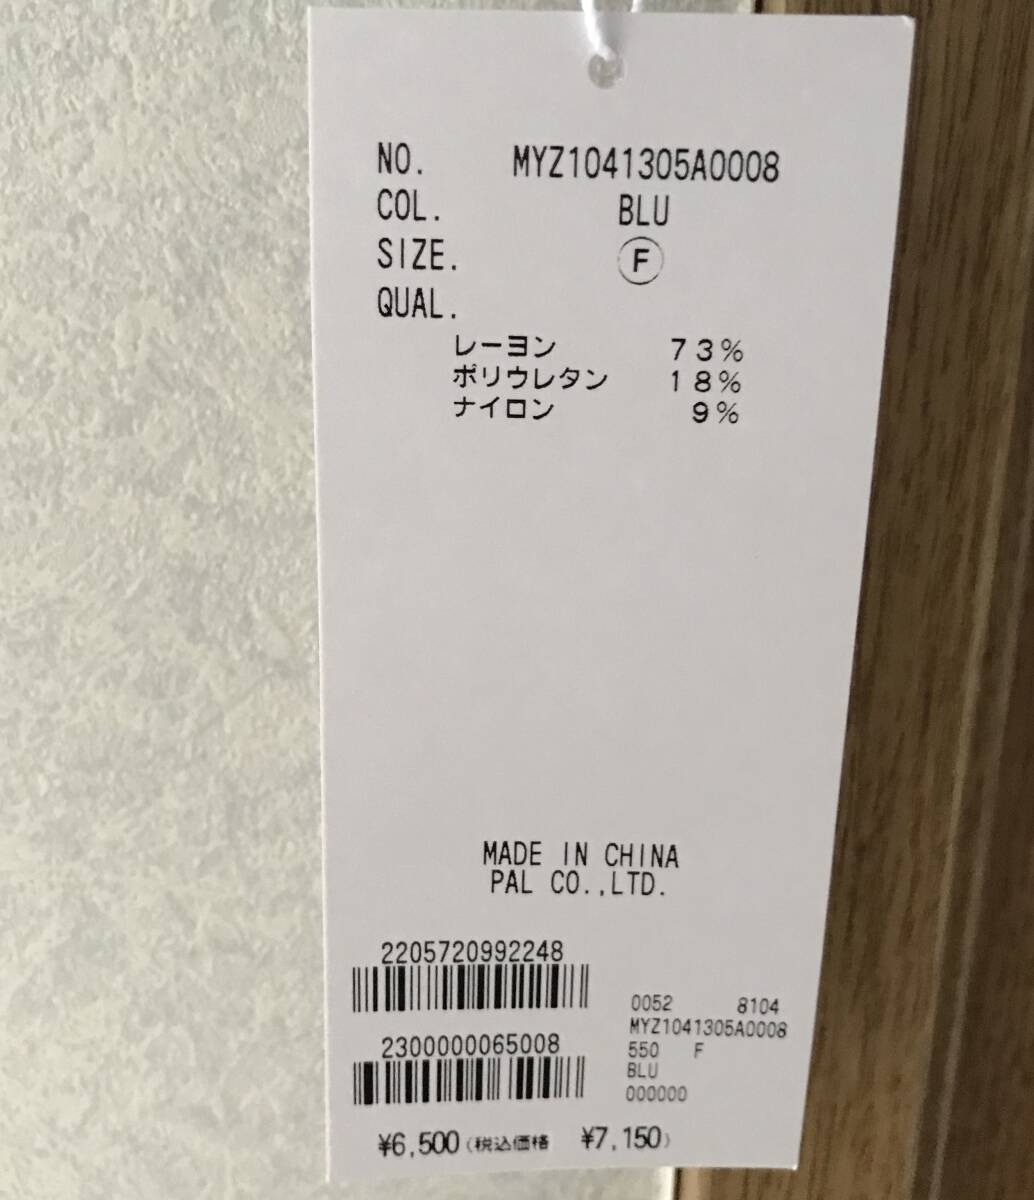 NO. MYZ1041305A0008
COL. BLU
SIZE. F
QUAL.
レーヨン 73%
ポリウレタン 18%
ナイロン 9%
MADE IN CHINA
PAL CO.,LTD.
2205720992248
2300000065008
0052 8104
MYZ1041305A0008
550 F
BLU
000000
¥6,500(税込価格 ¥7,150)